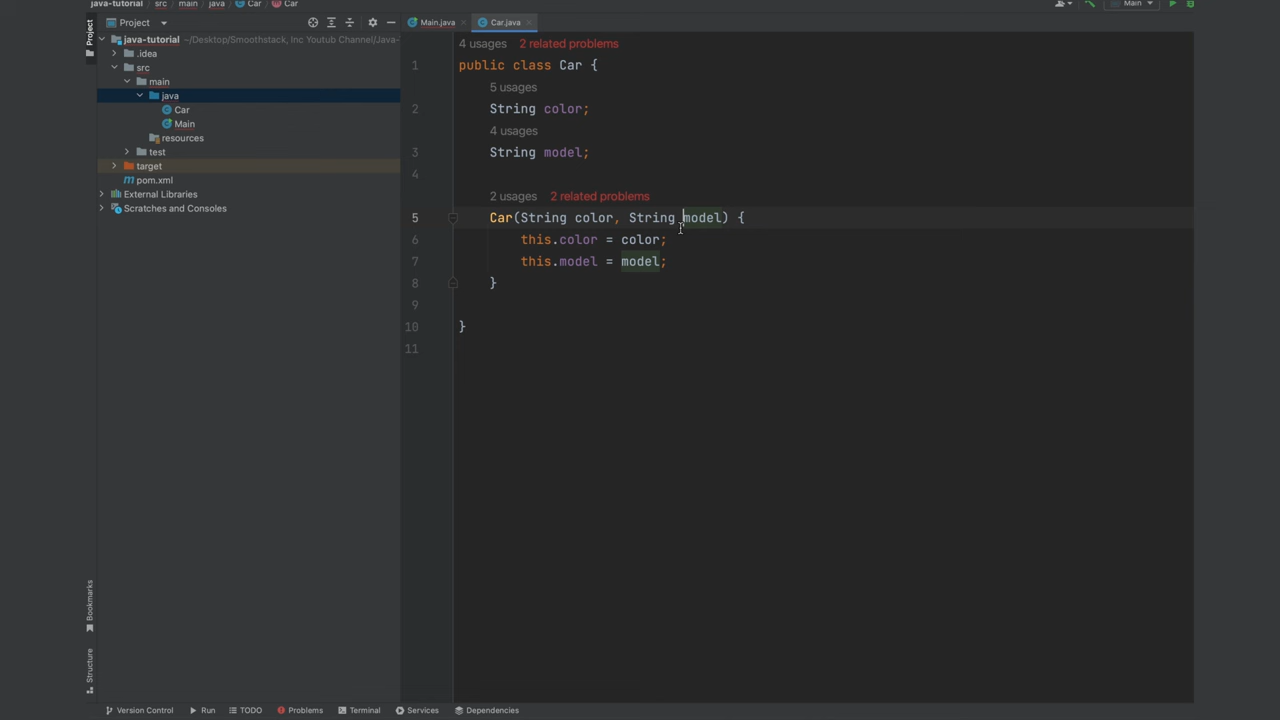 java-tutorial src main java Car Car
Main
Project
Main.java
Car.java
Project
java-tutorial ~/Desktop/Smoothstack, Inc Youtub Channel/Java-
.idea
src
main
java
Car
Main
resources
test
target
pom.xml
External Libraries
Scratches and Consoles
4 usages 2 related problems
1 public class Car {
5 usages
2 String color;
4 usages
3 String model;
4
2 usages 2 related problems
5 Car(String color, String model) {
6 this.color = color;
7 this.model = model;
8 }
9
10 }
11
Bookmarks
Structure
Version Control Run TODO Problems Terminal Services Dependencies